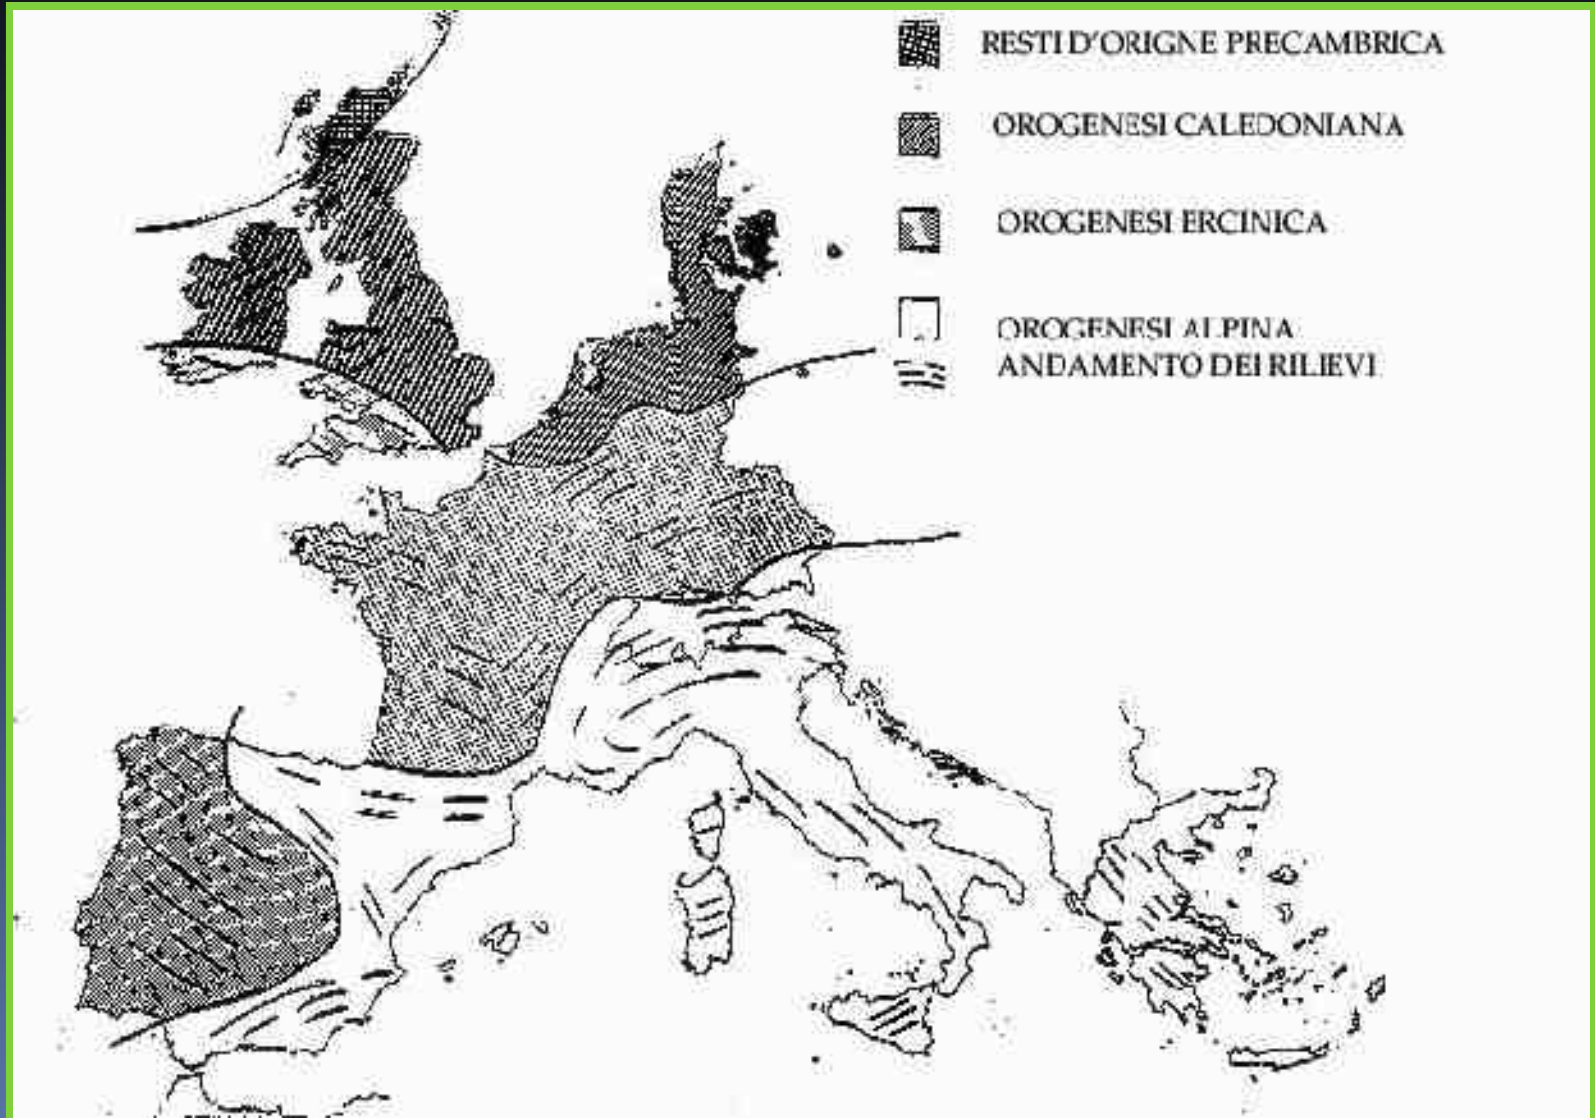 RESTI D'ORIGNE PRECAMBRICA
OROGENESI CALEDONIANA
OROGENESI ERCINICA
OROGENESI ALPINA
ANDAMENTO DEI RILIEVI